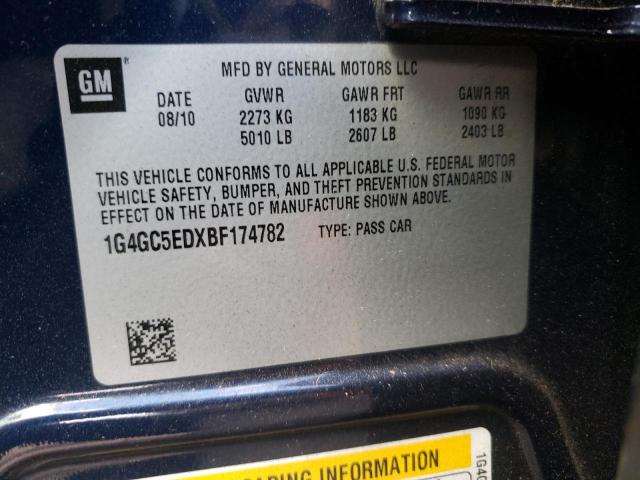 GM
MFD BY GENERAL MOTORS LLC
DATE GVWR GAWR FRT GAWR RR
08/10 2273 KG 1183 KG 1090 KG
5010 LB 2607 LB 2403 LB
THIS VEHICLE CONFORMS TO ALL APPLICABLE U.S. FEDERAL MOTOR
VEHICLE SAFETY, BUMPER, AND THEFT PREVENTION STANDARDS IN
EFFECT ON THE DATE OF MANUFACTURE SHOWN ABOVE.
1G4GC5EDXBF174782 TYPE: PASS CAR
INFORMATION
1G4G